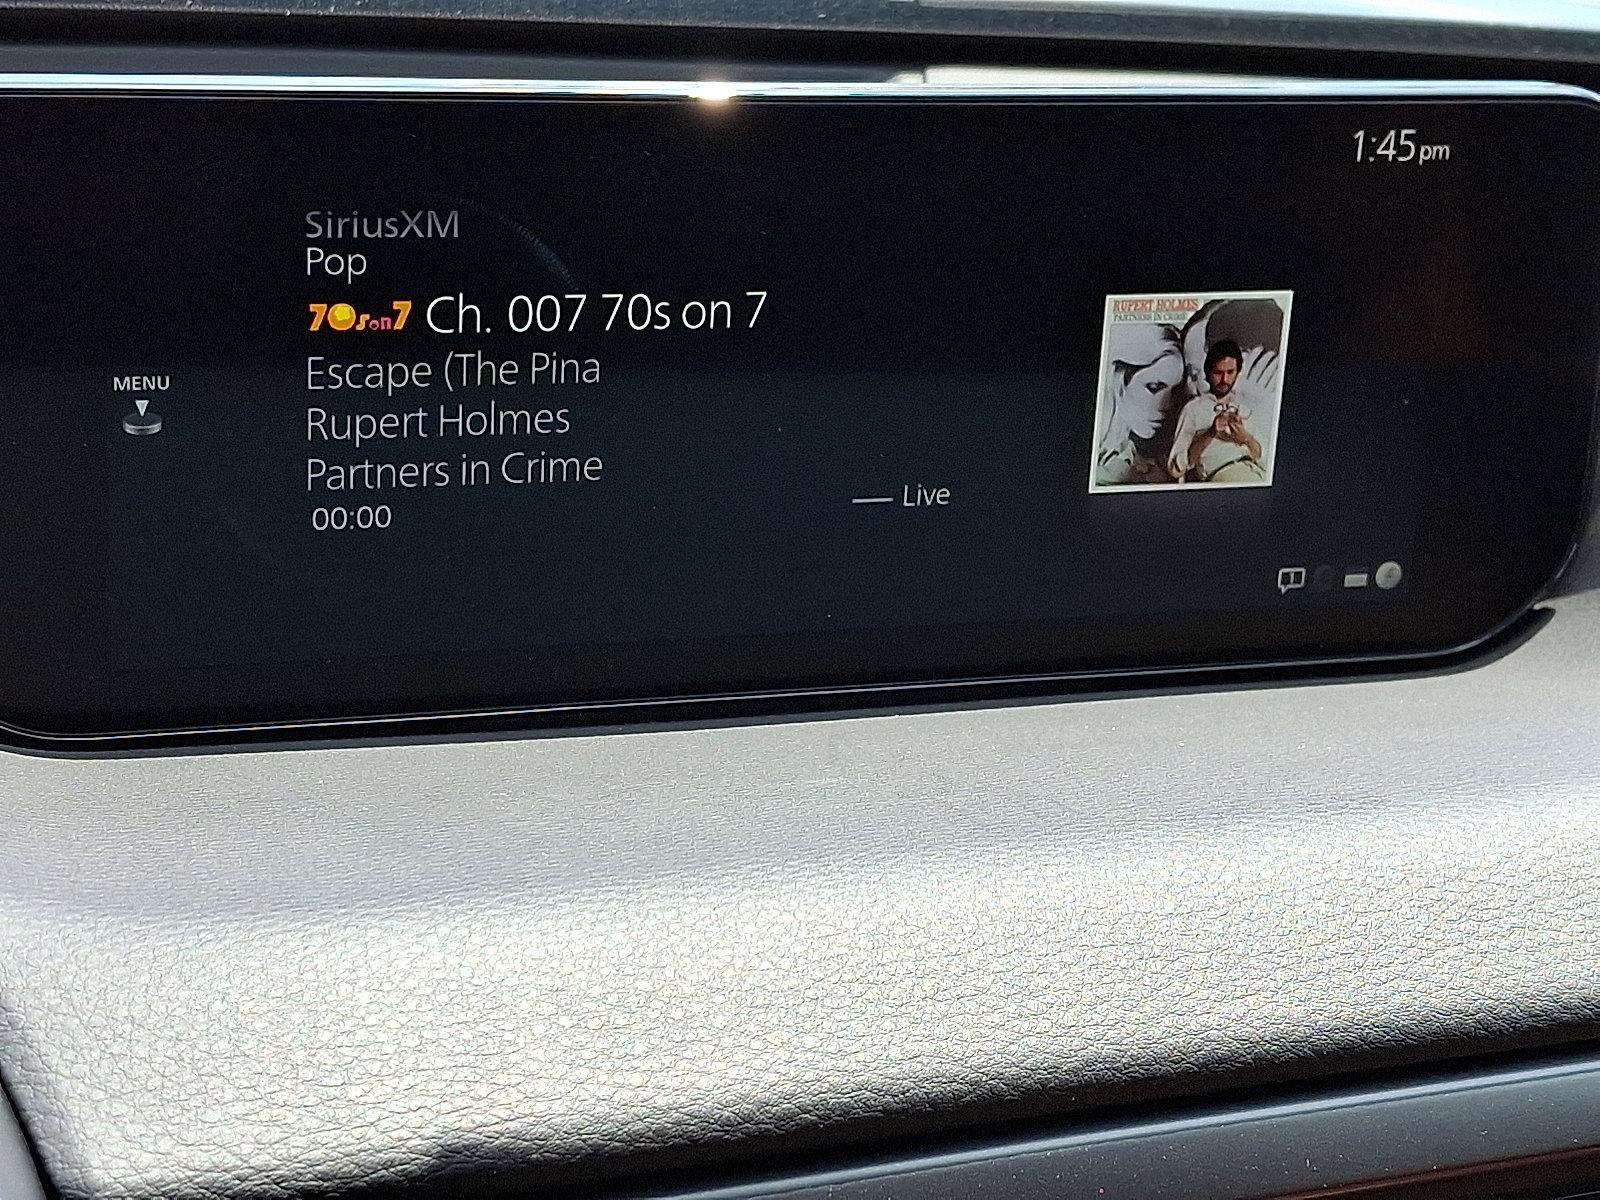 1:45pm
SiriusXM
Pop
70s on 7 Ch. 007 70s on 7
Escape (The Pina
MENU
Rupert Holmes
Partners in Crime
00:00
Live
RUPERT HOLMES
PARTNERS IN CRIME
1